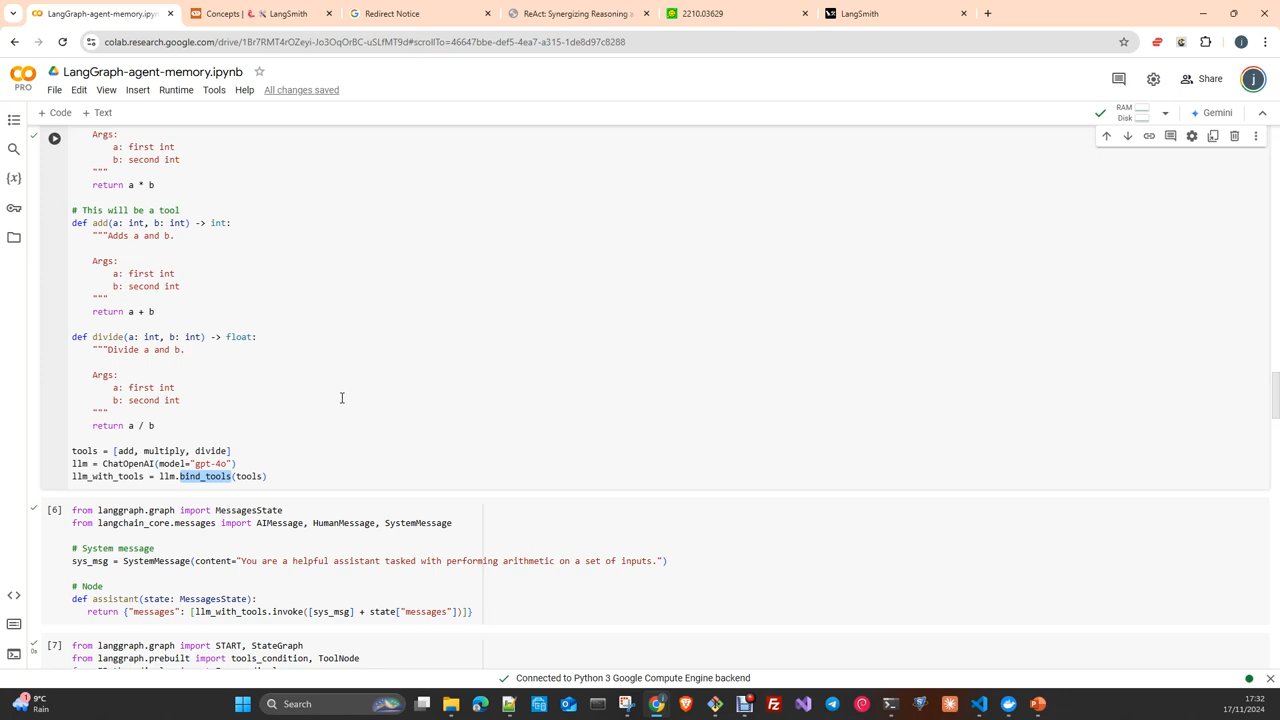 LangGraph-agent-memory.ipyn
Concepts | 🦜🛠️ LangSmith
Redirect Notice
ReAct: Synergizing Reasoning a
2210.03629
LangSmith
colab.research.google.com/drive/1Br7RMT4rOZeyi-Jo3OqOrBC-uSLfMT9d#scrollTo=46647bbe-def5-4ea7-a315-1de8d97c8288
PRO
LangGraph-agent-memory.ipynb
Share
File Edit View Insert Runtime Tools Help All changes saved
+ Code + Text
RAM
Disk
Gemini
Args:
a: first int
b: second int
"""
return a * b
# This will be a tool
def add(a: int, b: int) -> int:
"""Adds a and b.
Args:
a: first int
b: second int
"""
return a + b
def divide(a: int, b: int) -> float:
"""Divide a and b.
Args:
a: first int
b: second int
"""
return a / b
tools = [add, multiply, divide]
llm = ChatOpenAI(model="gpt-4o")
llm_with_tools = llm.bind_tools(tools)
[6] from langgraph.graph import MessagesState
from langchain_core.messages import AIMessage, HumanMessage, SystemMessage
# System message
sys_msg = SystemMessage(content="You are a helpful assistant tasked with performing arithmetic on a set of inputs.")
# Node
def assistant(state: MessagesState):
return {"messages": [llm_with_tools.invoke([sys_msg] + state["messages"])]}
[7] from langgraph.graph import START, StateGraph
0s
from langgraph.prebuilt import tools_condition, ToolNode
Connected to Python 3 Google Compute Engine backend
1
9°C
Rain
Search
17:32
17/11/2024